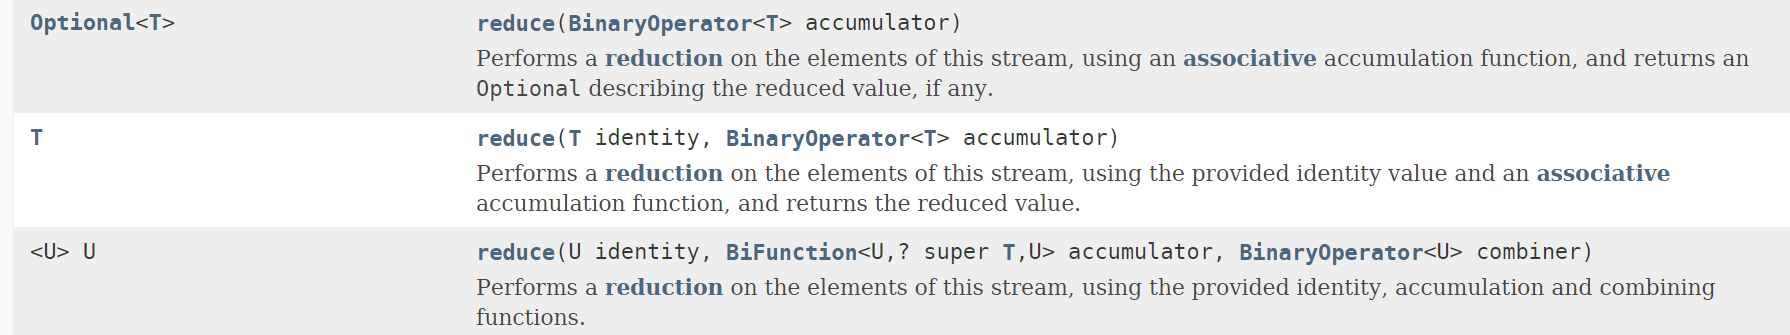 Optional<T> reduce(BinaryOperator<T> accumulator)
Performs a reduction on the elements of this stream, using an associative accumulation function, and returns an
Optional describing the reduced value, if any.
T reduce(T identity, BinaryOperator<T> accumulator)
Performs a reduction on the elements of this stream, using the provided identity value and an associative
accumulation function, and returns the reduced value.
<U> U reduce(U identity, BiFunction<U,? super T,U> accumulator, BinaryOperator<U> combiner)
Performs a reduction on the elements of this stream, using the provided identity, accumulation and combining
functions.